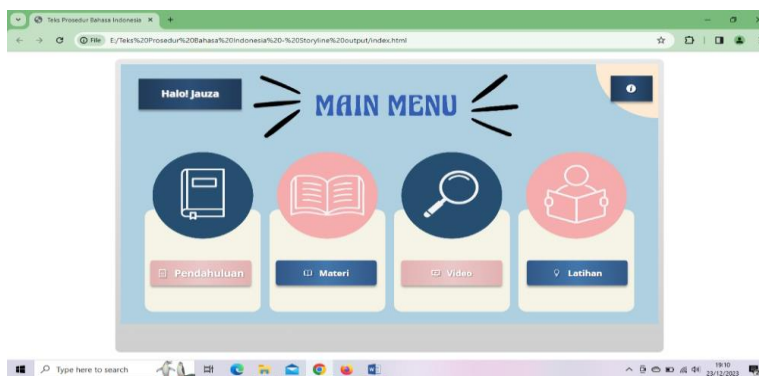 Teks Prosedur Bahasa Indonesia
File E:/Teks%20Prosedur%20Bahasa%20Indonesia%20-%20Storyline%20output/index.html
Halo! Jauza
MAIN MENU
Pendahuluan
Materi
Video
Latihan
Type here to search
19:10
23/12/2023